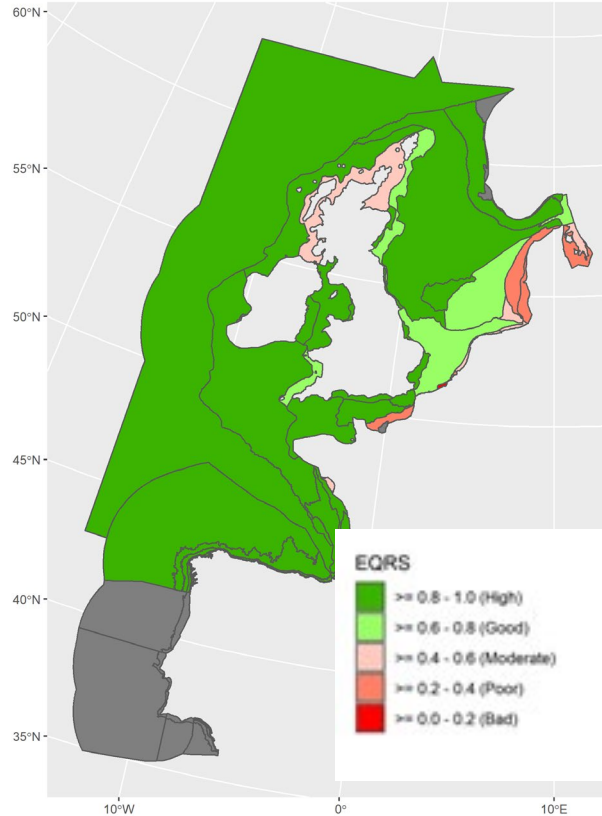 60°N
55°N
50°N
45°N
40°N
35°N
EQRS
>= 0.8 - 1.0 (High)
>= 0.6 - 0.8 (Good)
>= 0.4 - 0.6 (Moderate)
>= 0.2 - 0.4 (Poor)
>= 0.0 - 0.2 (Bad)
10°W
0°
10°E